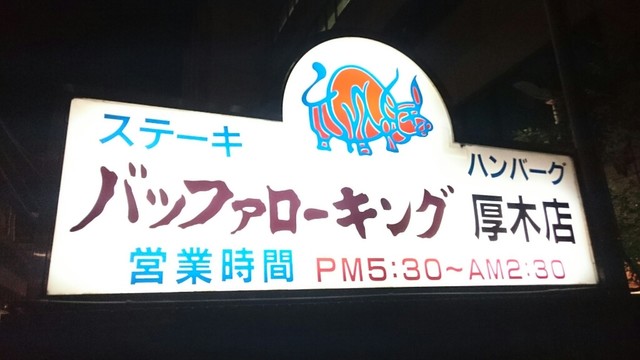 ステーキ
ハンバーグ
バッファローキング 厚木店
営業時間 PM5:30～AM2:30